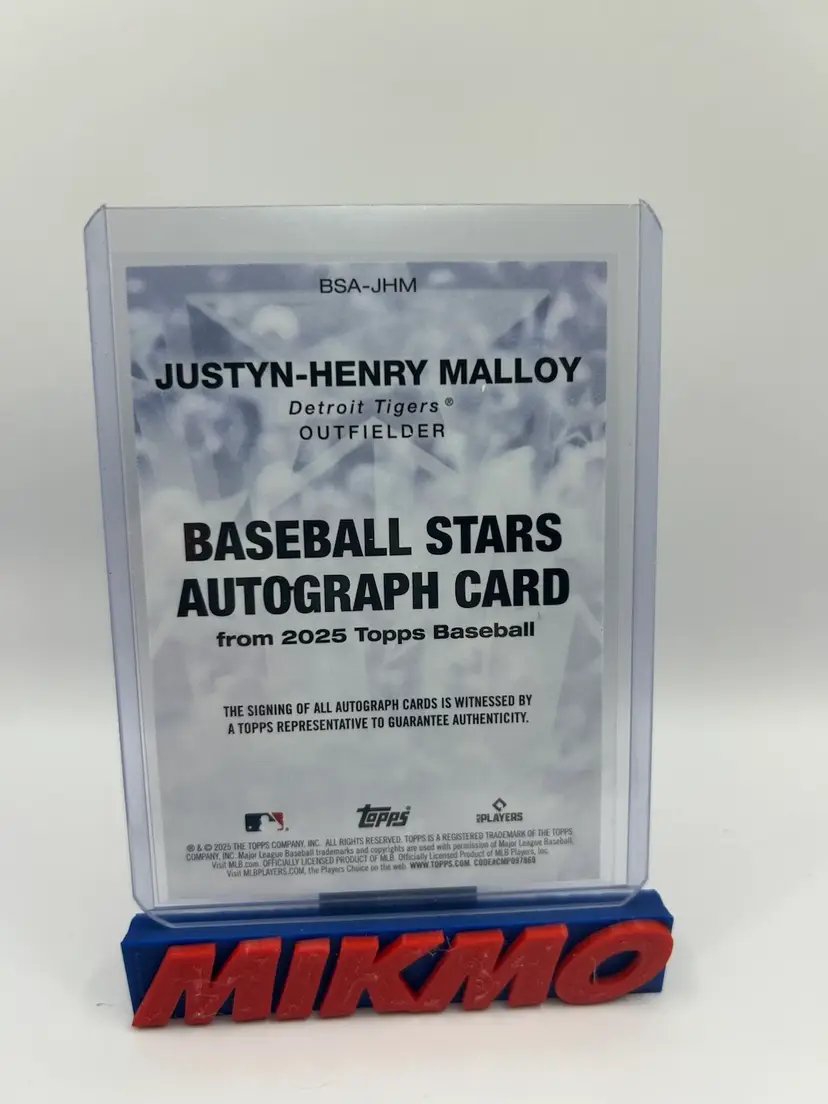 BSA-JHM
JUSTYN-HENRY MALLOY
Detroit Tigers®
OUTFIELDER
BASEBALL STARS
AUTOGRAPH CARD
from 2025 Topps Baseball
THE SIGNING OF ALL AUTOGRAPH CARDS IS WITNESSED BY
A TOPPS REPRESENTATIVE TO GUARANTEE AUTHENTICITY.
topps
PLAYERS
® & © 2025 THE TOPPS COMPANY, INC. ALL RIGHTS RESERVED. TOPPS IS A REGISTERED TRADEMARK OF THE TOPPS
COMPANY, INC. Major League Baseball trademarks and copyrights are used with permission of Major League Baseball.
Visit MLB.com. OFFICIALLY LICENSED PRODUCT OF MLB. Officially Licensed Product of MLB Players, Inc.
Visit MLBPLAYERS.COM, the Players Choice on the web. WWW.TOPPS.COM. CODE#CMP097868
MIKMO